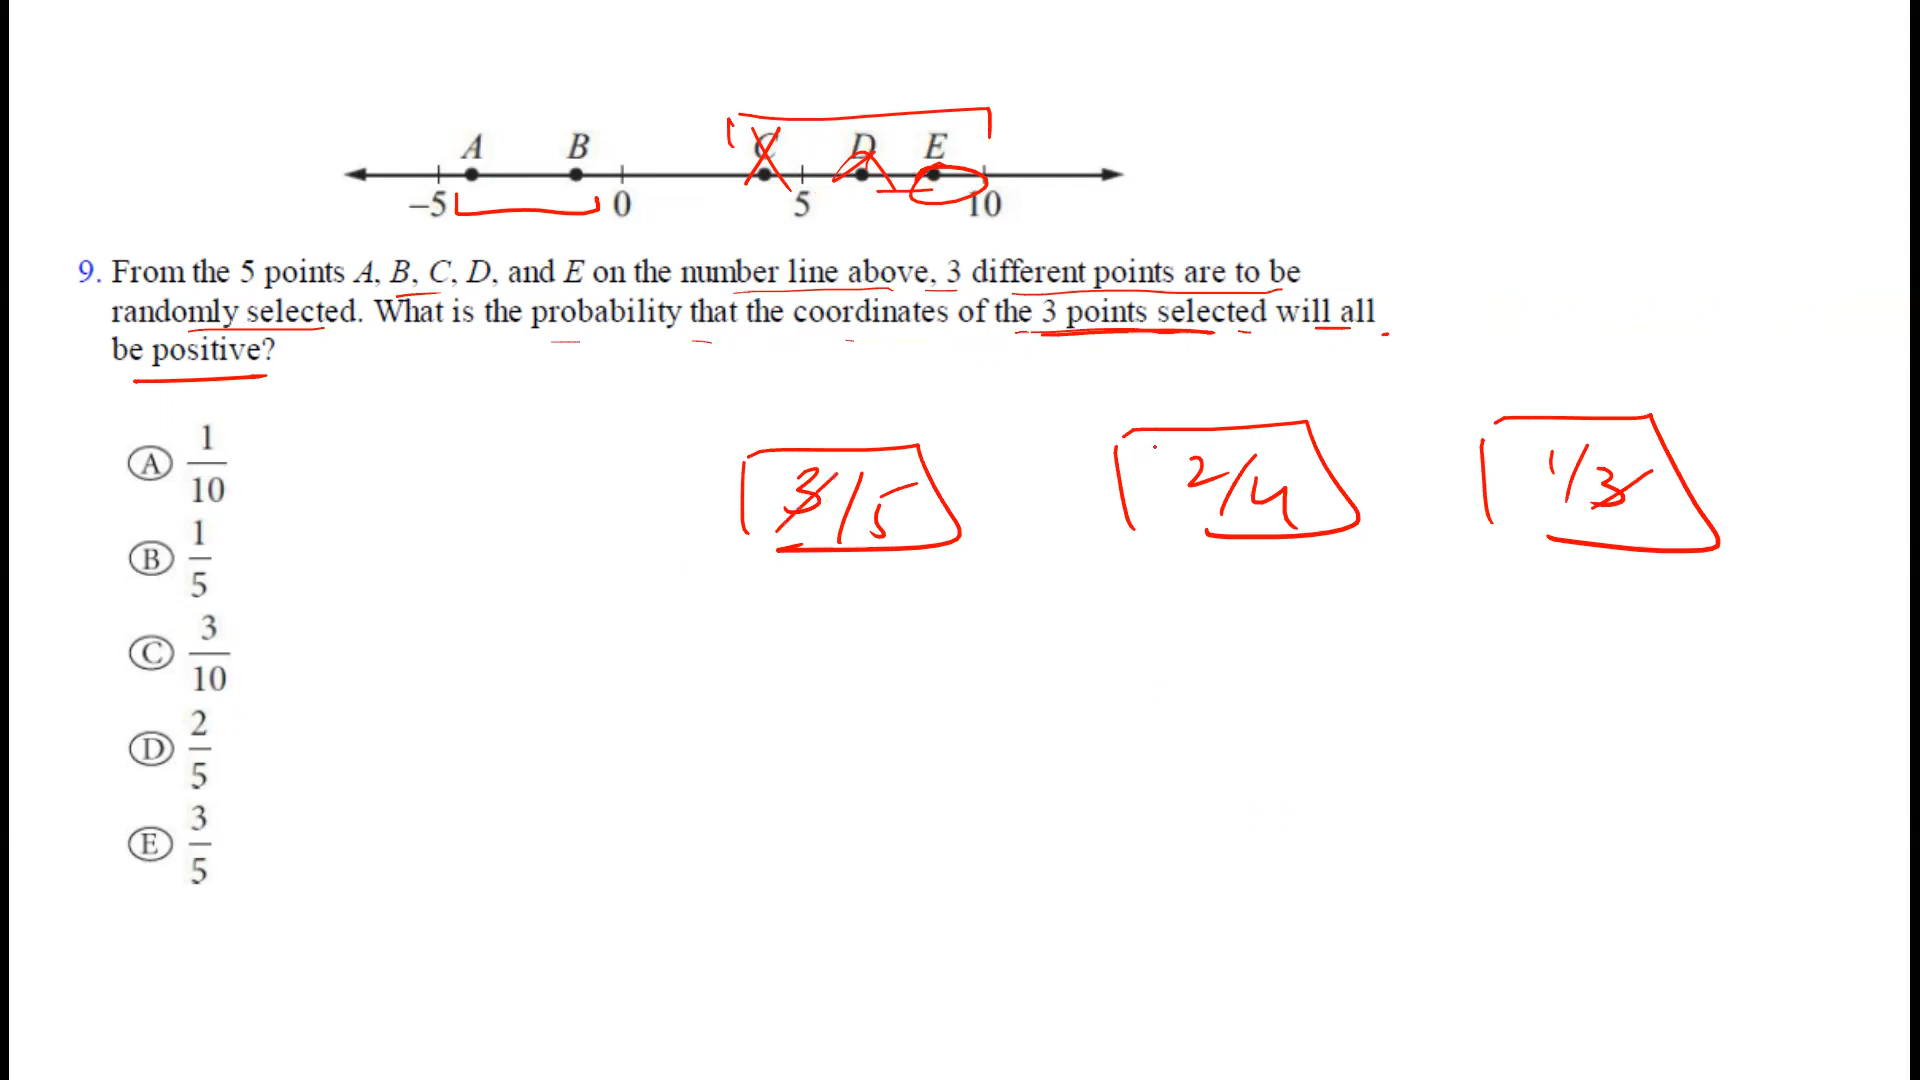 A B C D E
–5 0 5 10
9. From the 5 points A, B, C, D, and E on the number line above, 3 different points are to be
randomly selected. What is the probability that the coordinates of the 3 points selected will all
be positive?
3/5 2/4 1/3
A 1/10
B 1/5
C 3/10
D 2/5
E 3/5